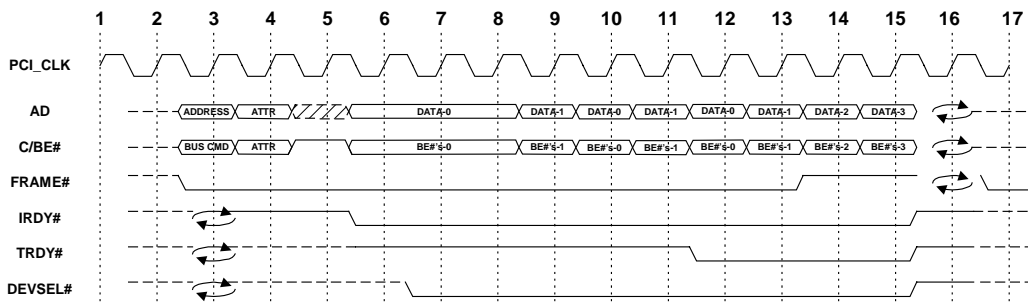 1 2 3 4 5 6 7 8 9 10 11 12 13 14 15 16 17
PCI_CLK
AD ADDRESS ATTR DATA-0 DATA-1 DATA-0 DATA-1 DATA-0 DATA-1 DATA-2 DATA-3
C/BE# BUS CMD ATTR BE#'s-0 BE#'s-1 BE#'s-0 BE#'s-1 BE#'s-0 BE#'s-1 BE#'s-2 BE#'s-3
FRAME#
IRDY#
TRDY#
DEVSEL#